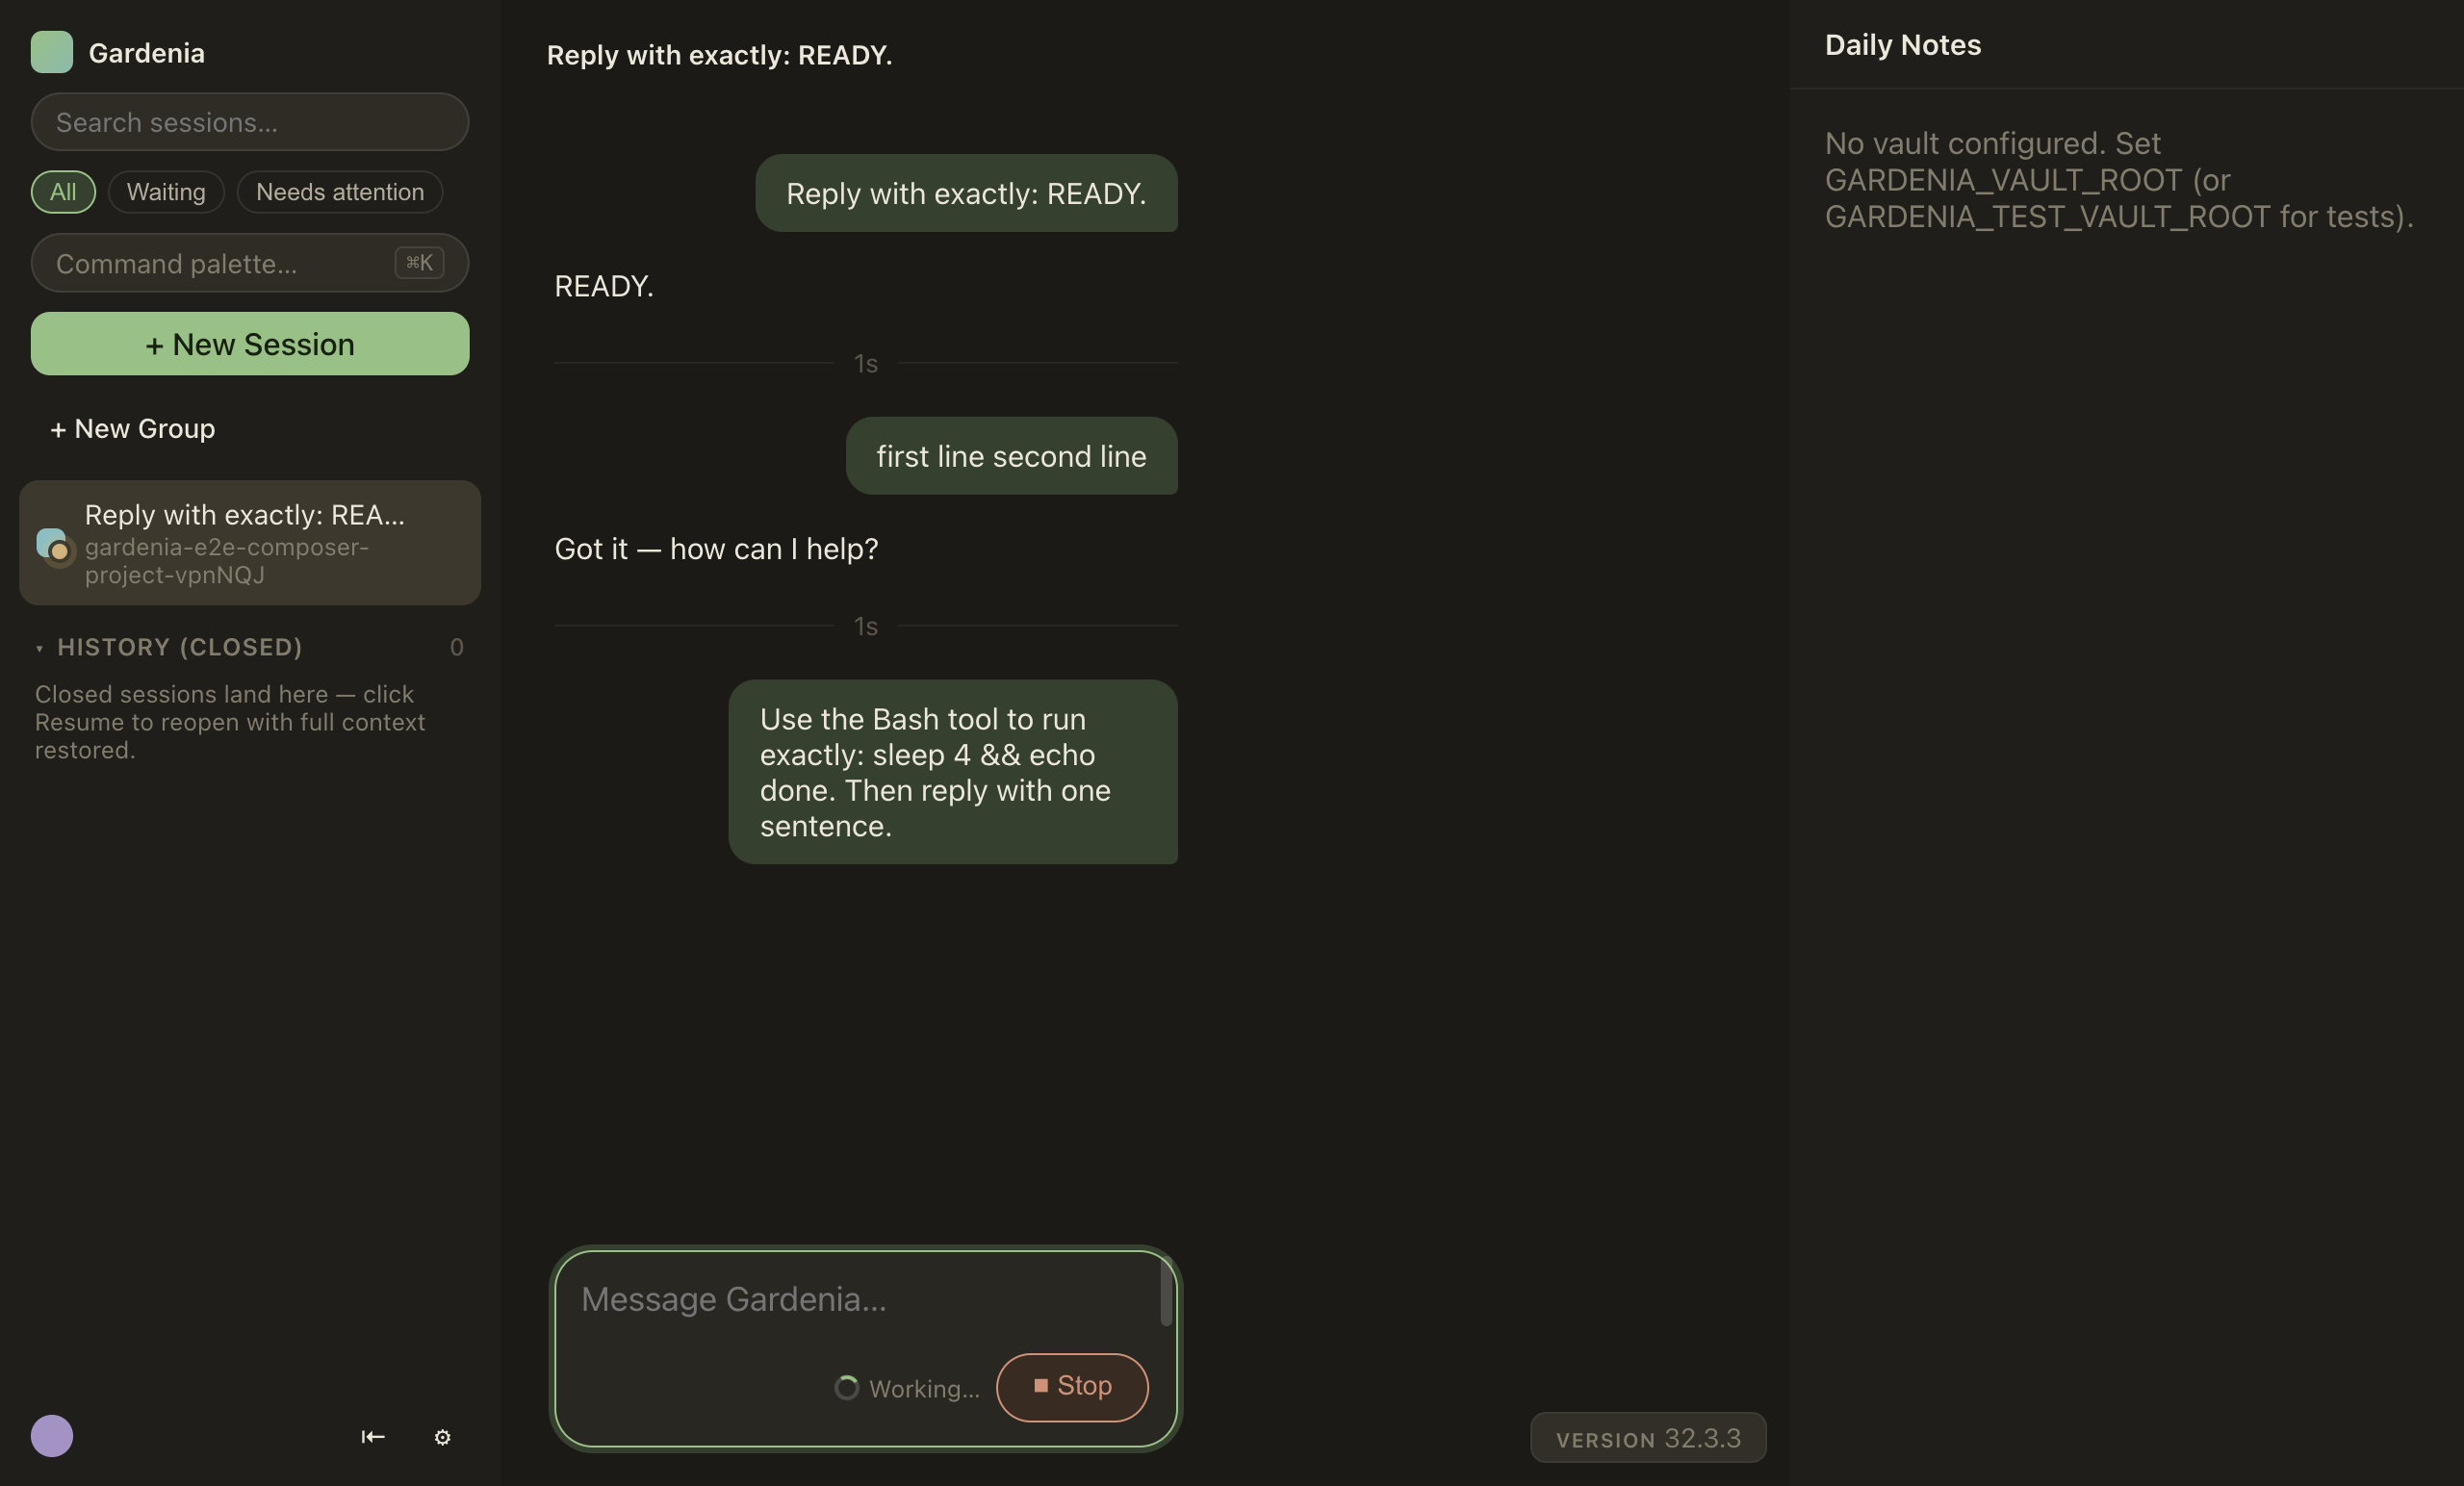 Gardenia
Search sessions...
All
Waiting
Needs attention
Command palette...
⌘K
+ New Session
+ New Group
Reply with exactly: REA...
gardenia-e2e-composer-
project-vpnNQJ
▾ HISTORY (CLOSED) 0
Closed sessions land here — click
Resume to reopen with full context
restored.
Reply with exactly: READY.
Reply with exactly: READY.
READY.
1s
first line second line
Got it — how can I help?
1s
Use the Bash tool to run
exactly: sleep 4 && echo
done. Then reply with one
sentence.
Message Gardenia...
Working...
Stop
VERSION 32.3.3
Daily Notes
No vault configured. Set
GARDENIA_VAULT_ROOT (or
GARDENIA_TEST_VAULT_ROOT for tests).